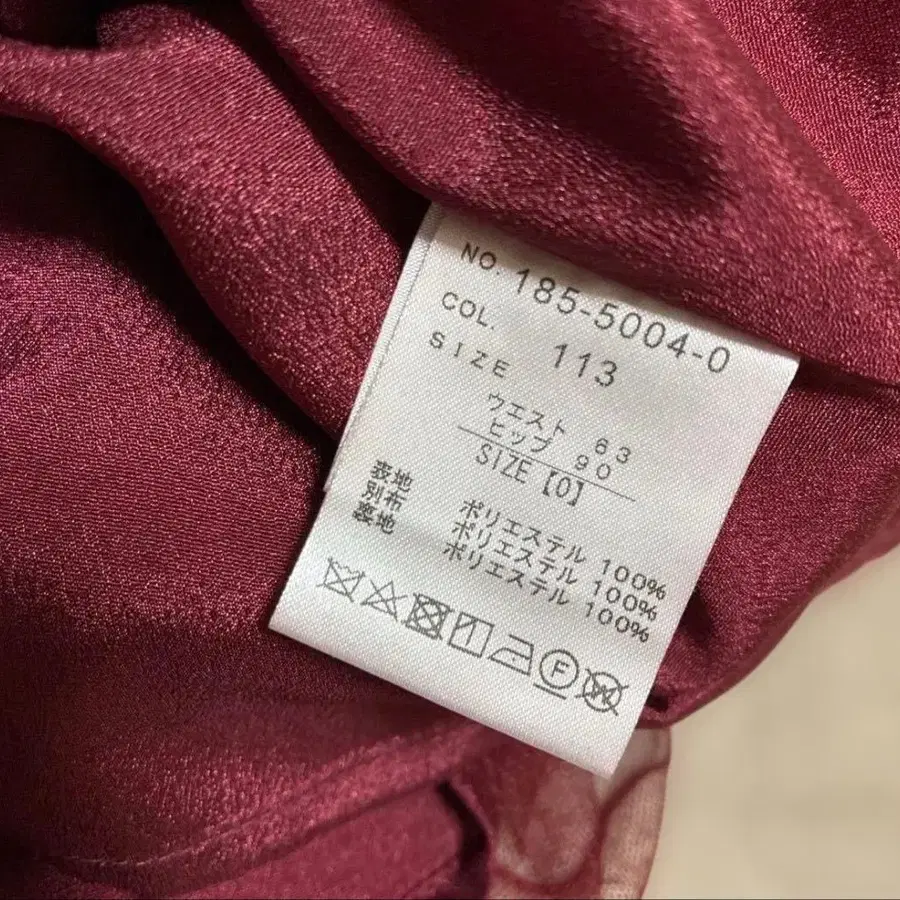 NO. 185-5004-0
COL. 113
SIZE
ウエスト 63
ヒップ 90
SIZE【0】
表地 ポリエステル 100%
別布 ポリエステル 100%
裏地 ポリエステル 100%
F W